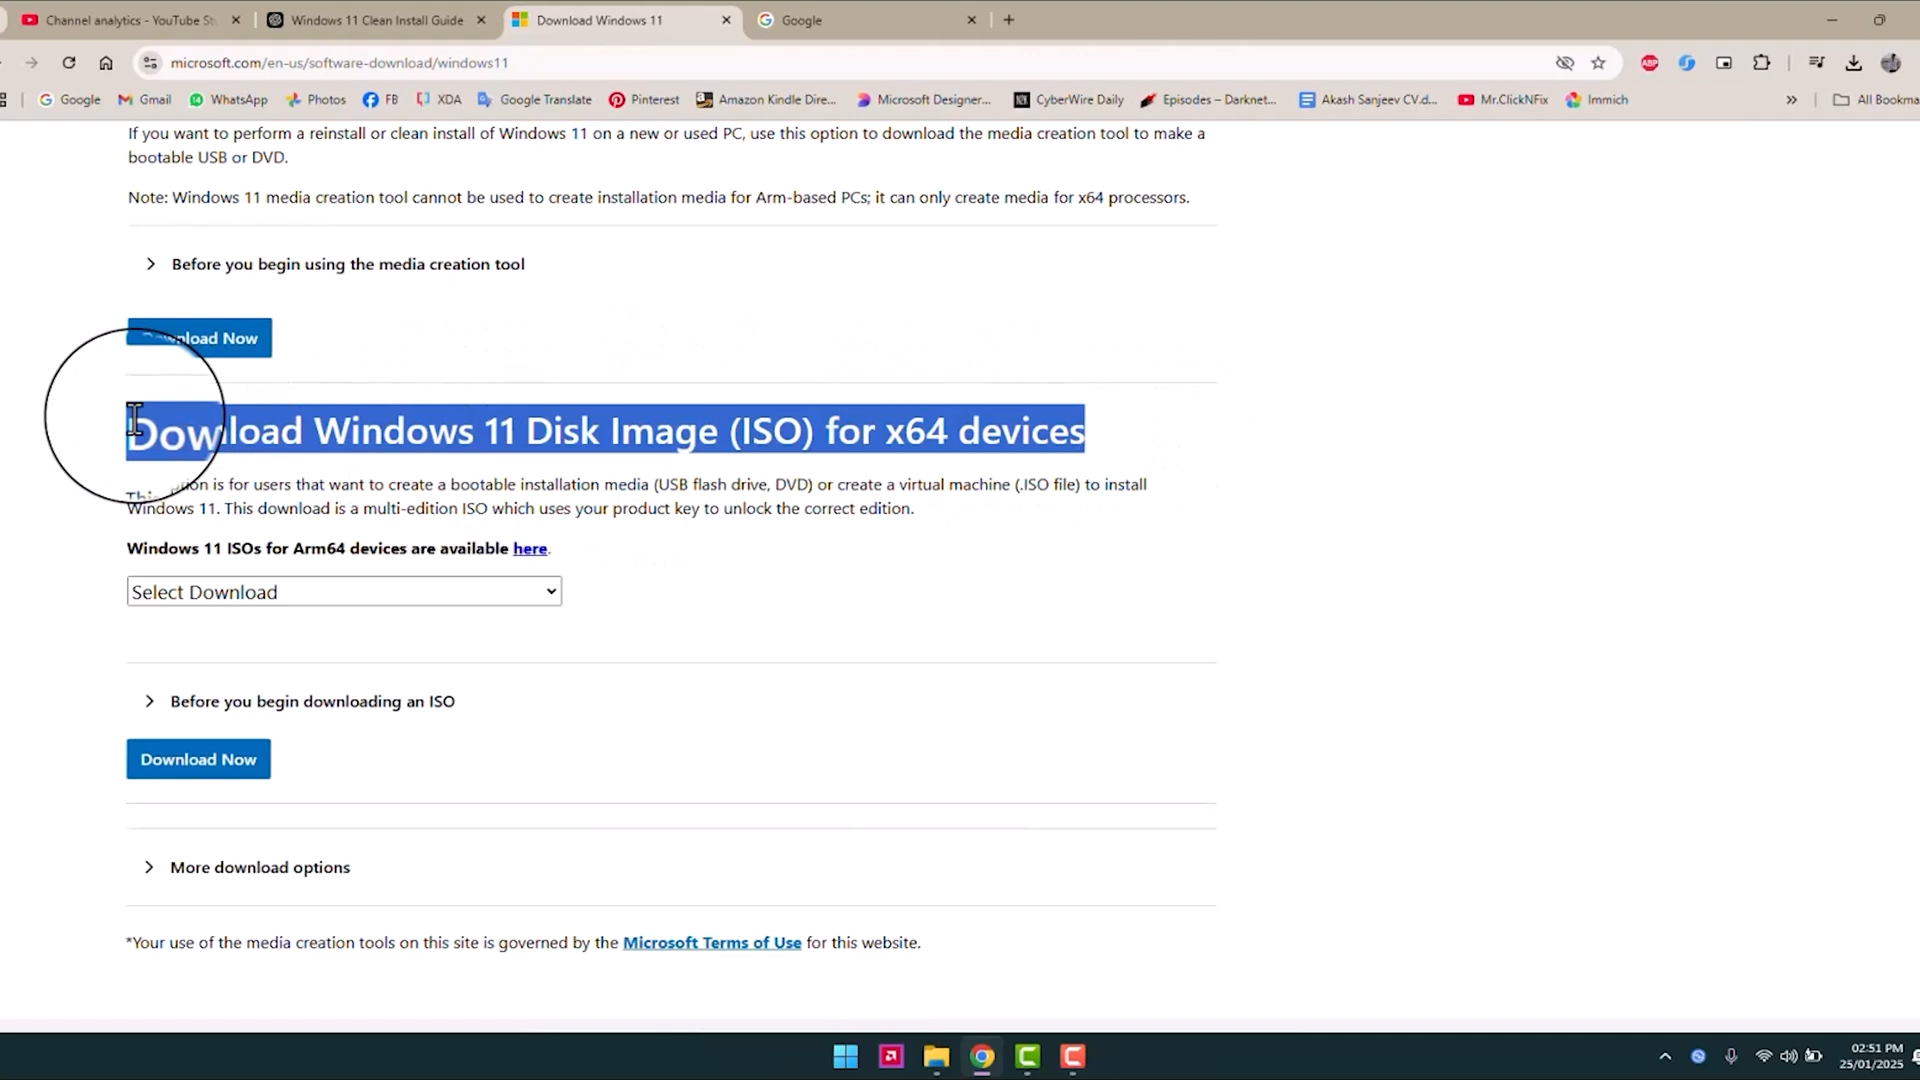 Channel analytics - YouTube St
Windows 11 Clean Install Guide
Download Windows 11
Google
microsoft.com/en-us/software-download/windows11
Google
Gmail
WhatsApp
Photos
FB
XDA
Google Translate
Pinterest
Amazon Kindle Dire...
Microsoft Designer...
CyberWire Daily
Episodes – Darknet...
Akash Sanjeev CV.d...
Mr.ClickNFix
Immich
All Bookma
If you want to perform a reinstall or clean install of Windows 11 on a new or used PC, use this option to download the media creation tool to make a
bootable USB or DVD.
Note: Windows 11 media creation tool cannot be used to create installation media for Arm-based PCs; it can only create media for x64 processors.
Before you begin using the media creation tool
Download Now
Download Windows 11 Disk Image (ISO) for x64 devices
This option is for users that want to create a bootable installation media (USB flash drive, DVD) or create a virtual machine (.ISO file) to install
Windows 11. This download is a multi-edition ISO which uses your product key to unlock the correct edition.
Windows 11 ISOs for Arm64 devices are available here.
Select Download
Before you begin downloading an ISO
Download Now
More download options
*Your use of the media creation tools on this site is governed by the Microsoft Terms of Use for this website.
02:51 PM
25/01/2025